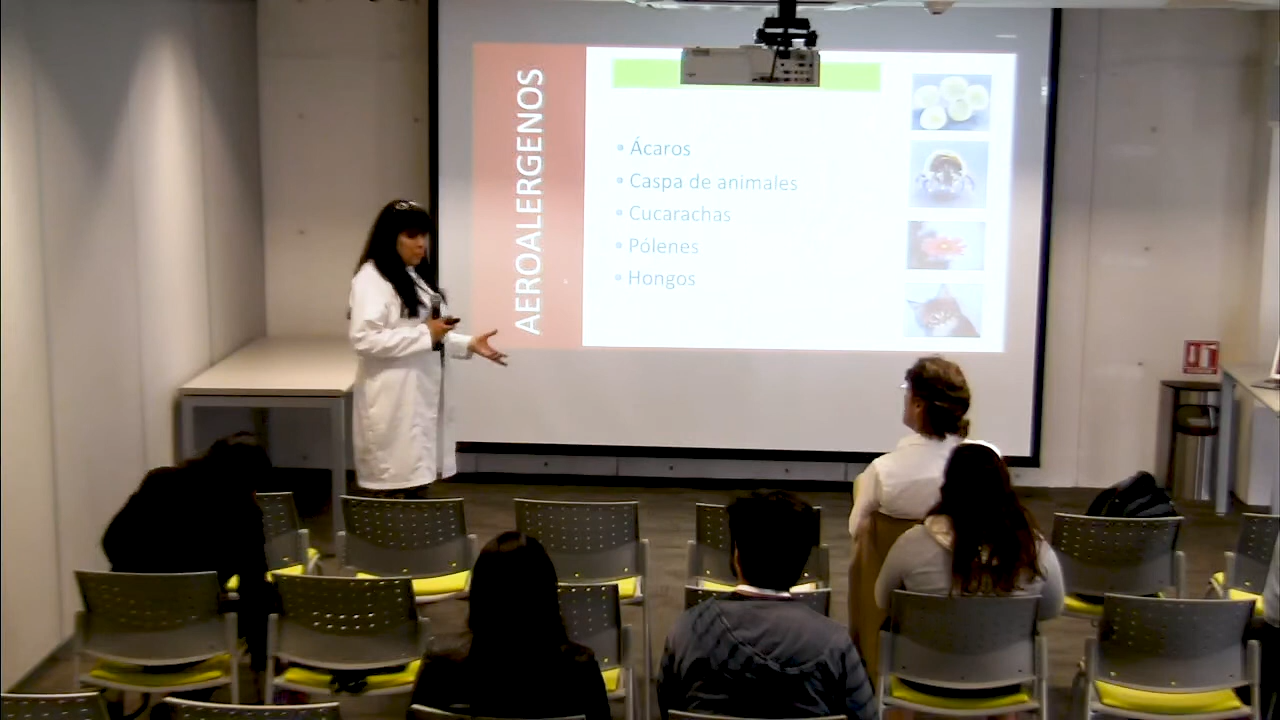 AEROALERGENOS
Ácaros
Caspa de animales
Cucarachas
Pólenes
Hongos